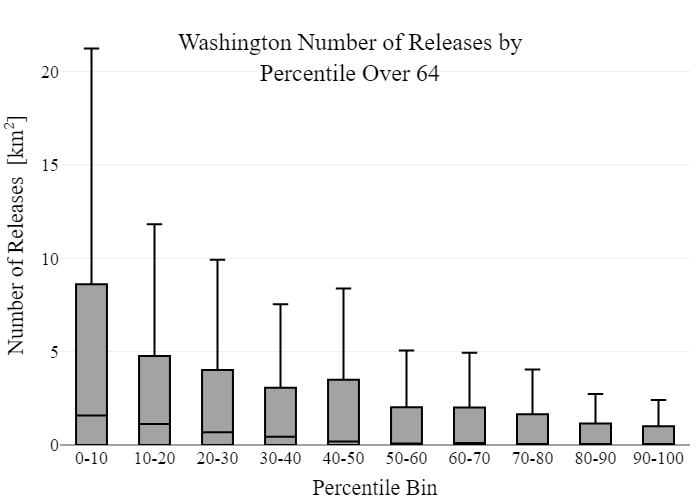 Washington Number of Releases by
Percentile Over 64
Number of Releases [km²]
20
15
10
5
0
0-10 10-20 20-30 30-40 40-50 50-60 60-70 70-80 80-90 90-100
Percentile Bin